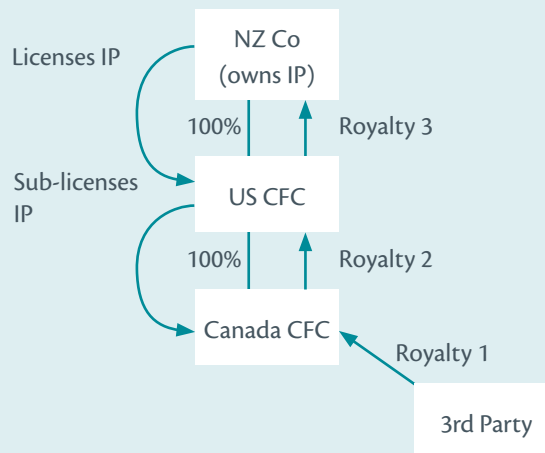 NZ Co
(owns IP)
Licenses IP
100%
Royalty 3
Sub-licenses
IP
US CFC
100%
Royalty 2
Canada CFC
Royalty 1
3rd Party